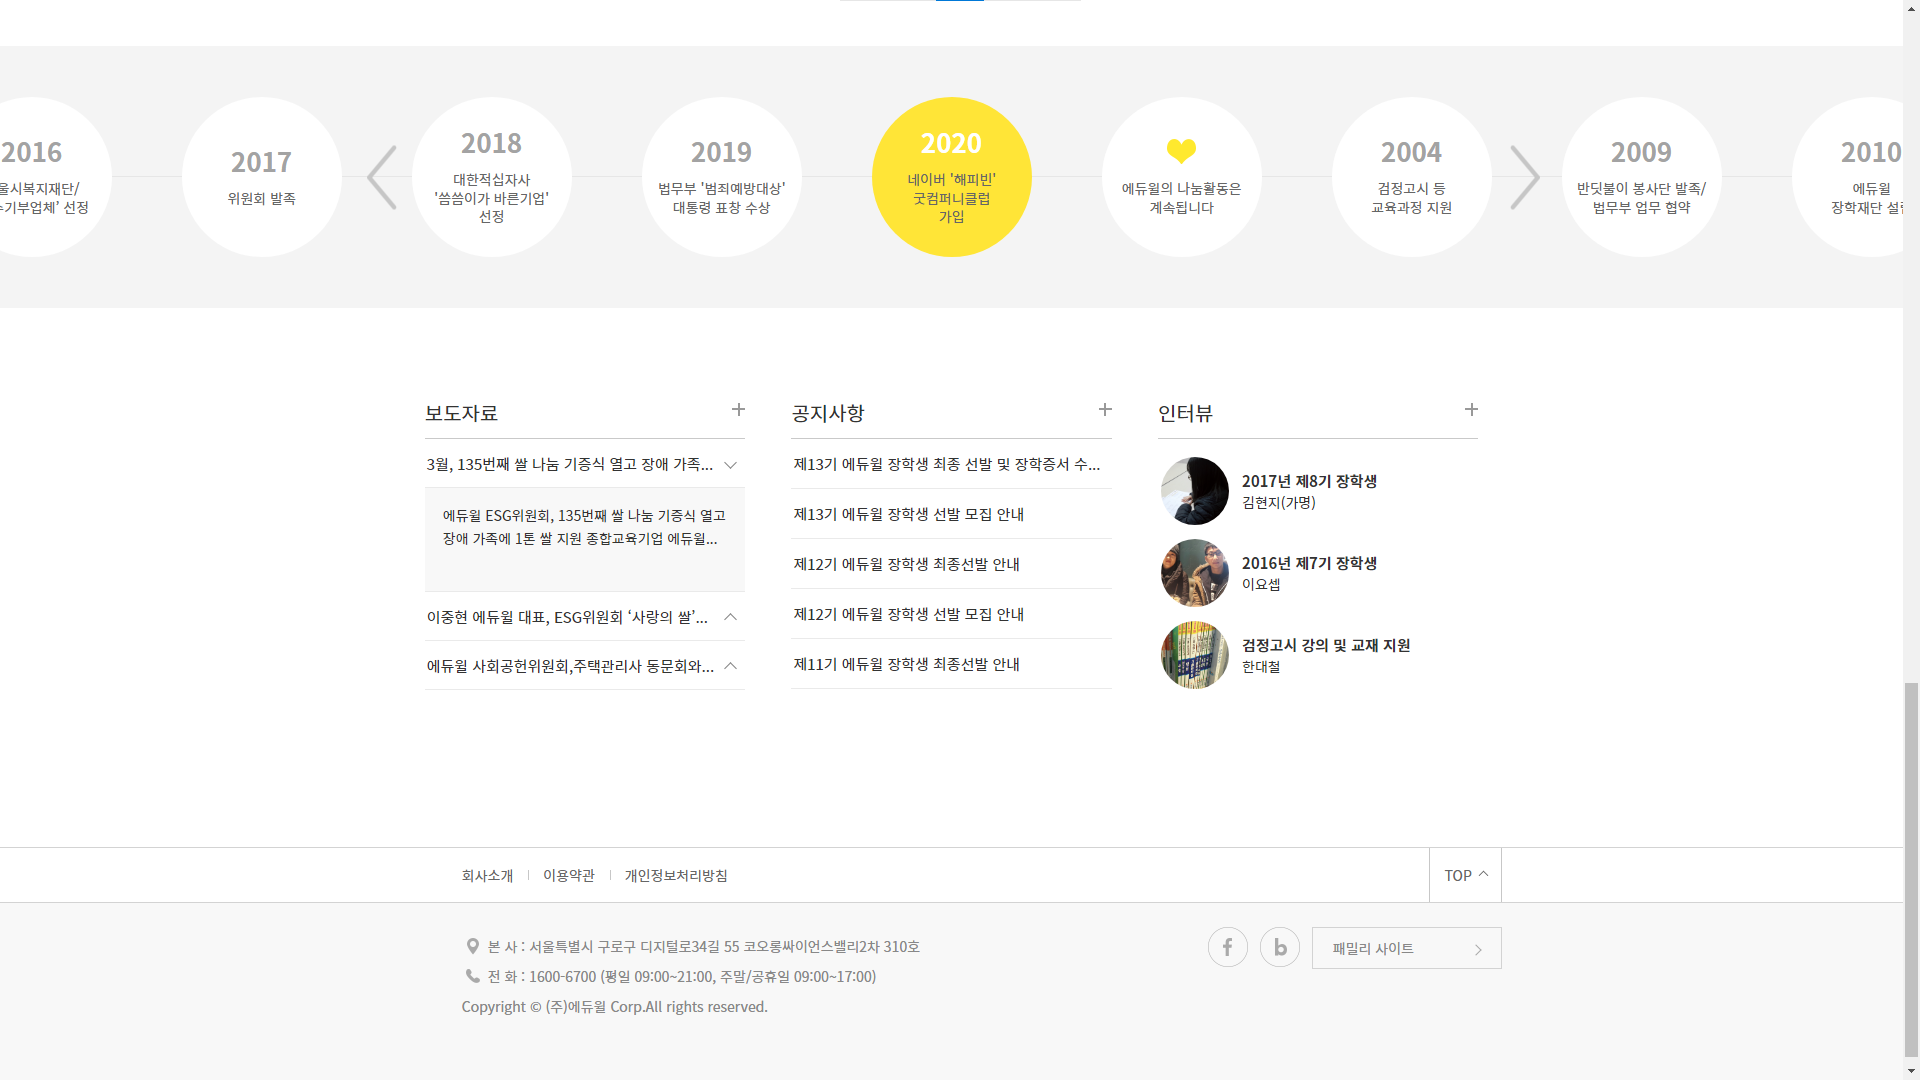 2016
울시복지재단/
수기부업체' 선정
2017
위원회 발족
2018
대한적십자사
'씀씀이가 바른기업'
선정
2019
법무부 '범죄예방대상'
대통령 표창 수상
2020
네이버 '해피빈'
굿컴퍼니클럽
가입
에듀윌의 나눔활동은
계속됩니다
2004
검정고시 등
교육과정 지원
2009
반딧불이 봉사단 발족/
법무부 업무 협약
2010
에듀윌
장학재단 설립
보도자료
3월, 135번째 쌀 나눔 기증식 열고 장애 가족...
에듀윌 ESG위원회, 135번째 쌀 나눔 기증식 열고
장애 가족에 1톤 쌀 지원 종합교육기업 에듀윌...
이중현 에듀윌 대표, ESG위원회 ‘사랑의 쌀’...
에듀윌 사회공헌위원회,주택관리사 동문회와...
공지사항
제13기 에듀윌 장학생 최종 선발 및 장학증서 수...
제13기 에듀윌 장학생 선발 모집 안내
제12기 에듀윌 장학생 최종선발 안내
제12기 에듀윌 장학생 선발 모집 안내
제11기 에듀윌 장학생 최종선발 안내
인터뷰
2017년 제8기 장학생
김현지(가명)
2016년 제7기 장학생
이요셉
검정고시 강의 및 교재 지원
한대철
회사소개
이용약관
개인정보처리방침
TOP
본 사 : 서울특별시 구로구 디지털로34길 55 코오롱싸이언스밸리2차 310호
전 화 : 1600-6700 (평일 09:00~21:00, 주말/공휴일 09:00~17:00)
Copyright © (주)에듀윌 Corp.All rights reserved.
패밀리 사이트